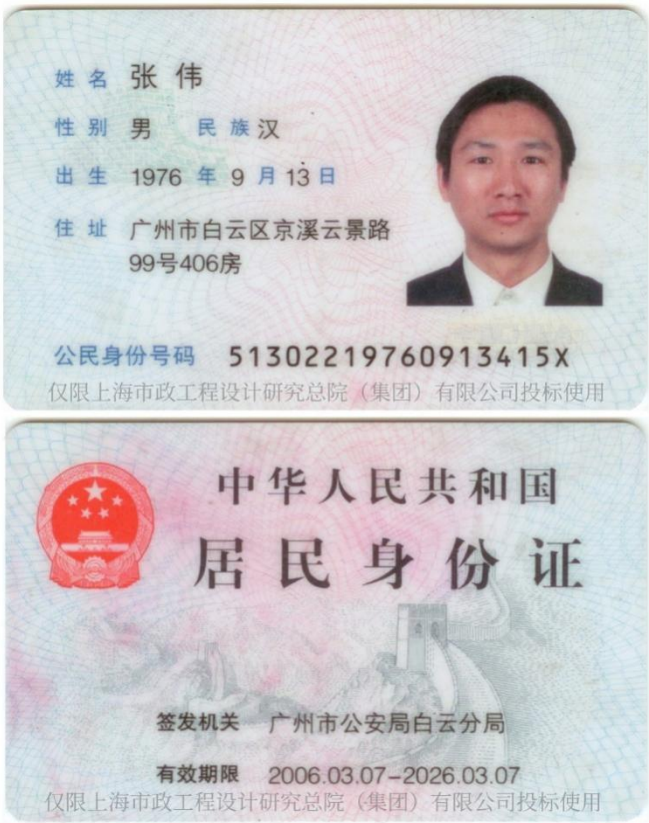 姓名 张伟
性别 男 民族 汉
出生 1976 年 9 月 13 日
住址 广州市白云区京溪云景路
99号406房
公民身份号码 51302219760913415X
仅限上海市政工程设计研究总院（集团）有限公司投标使用
中华人民共和国
居民身份证
签发机关 广州市公安局白云分局
有效期限 2006.03.07-2026.03.07
仅限上海市政工程设计研究总院（集团）有限公司投标使用